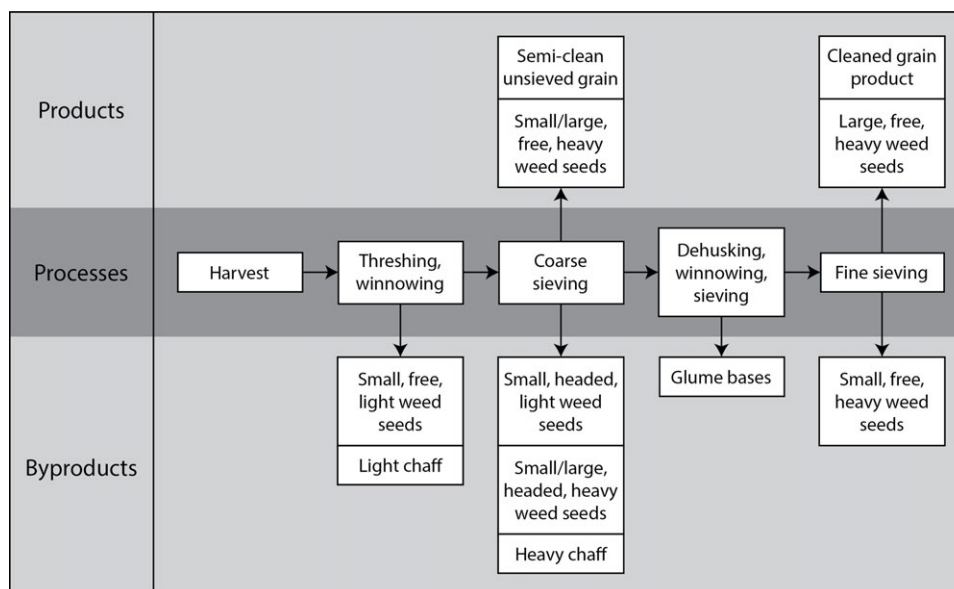 Products
Semi-clean
unsieved grain
Small/large,
free, heavy
weed seeds
Cleaned grain
product
Large, free,
heavy weed
seeds
Processes
Harvest
Threshing,
winnowing
Coarse
sieving
Dehusking,
winnowing,
sieving
Fine sieving
Byproducts
Small, free,
light weed
seeds
Light chaff
Small, headed,
light weed
seeds
Small/large,
headed, heavy
weed seeds
Heavy chaff
Glume bases
Small, free,
heavy weed
seeds